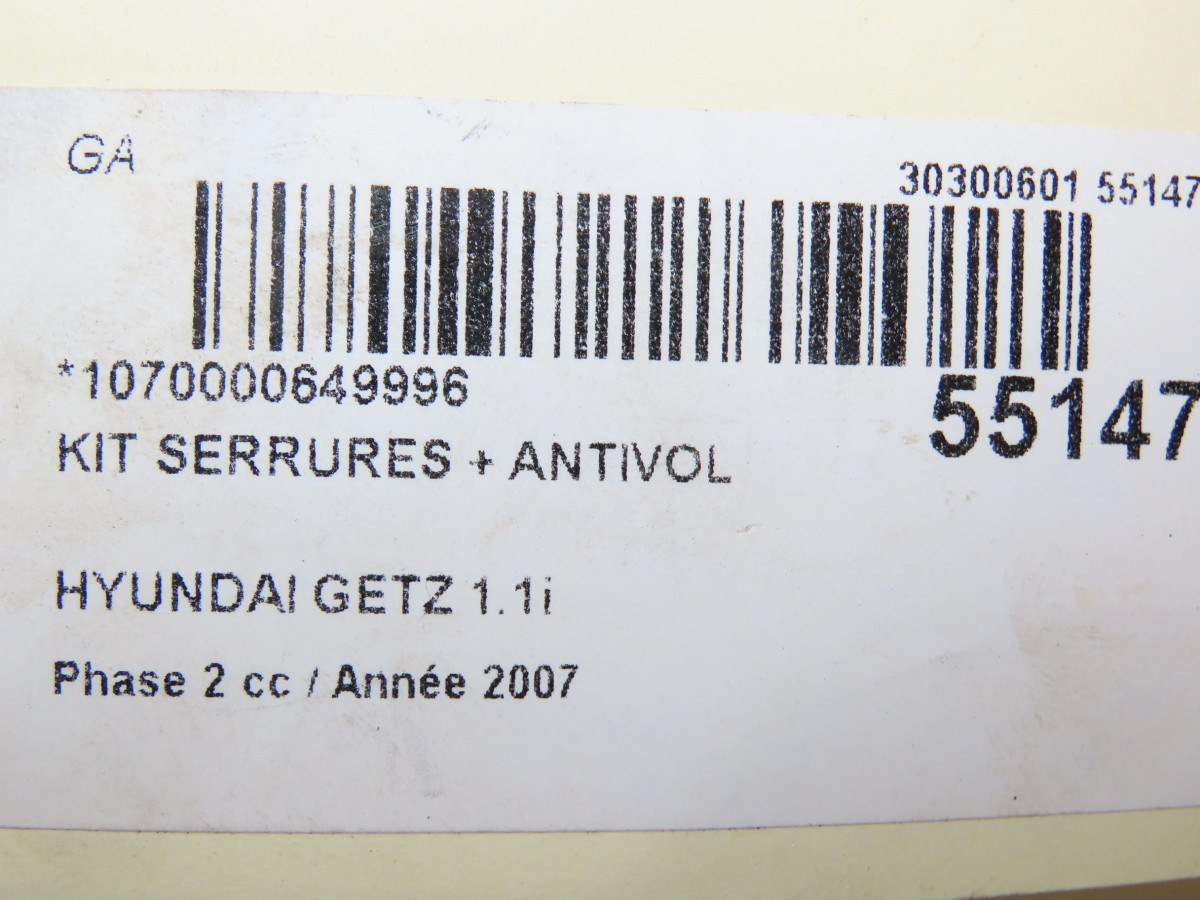 GA
30300601 55147
*1070000649996
55147
KIT SERRURES + ANTIVOL
HYUNDAI GETZ 1.1i
Phase 2 cc / Année 2007